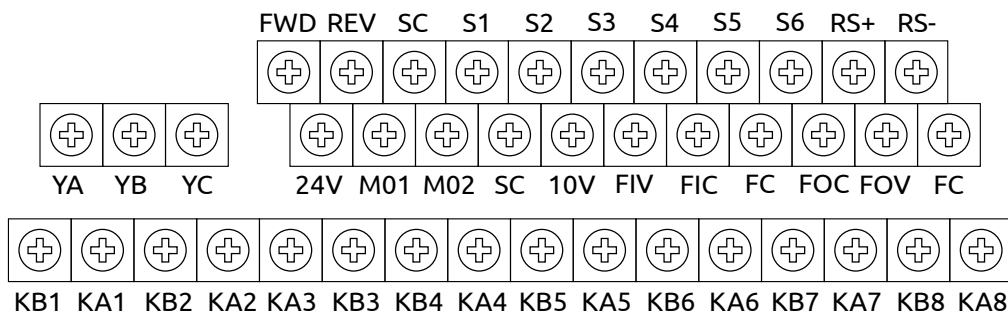 FWD REV SC S1 S2 S3 S4 S5 S6 RS+ RS-
YA YB YC 24V M01 M02 SC 10V FIV FIC FC FOC FOV FC
KB1 KA1 KB2 KA2 KA3 KB3 KB4 KA4 KB5 KA5 KB6 KA6 KB7 KA7 KB8 KA8